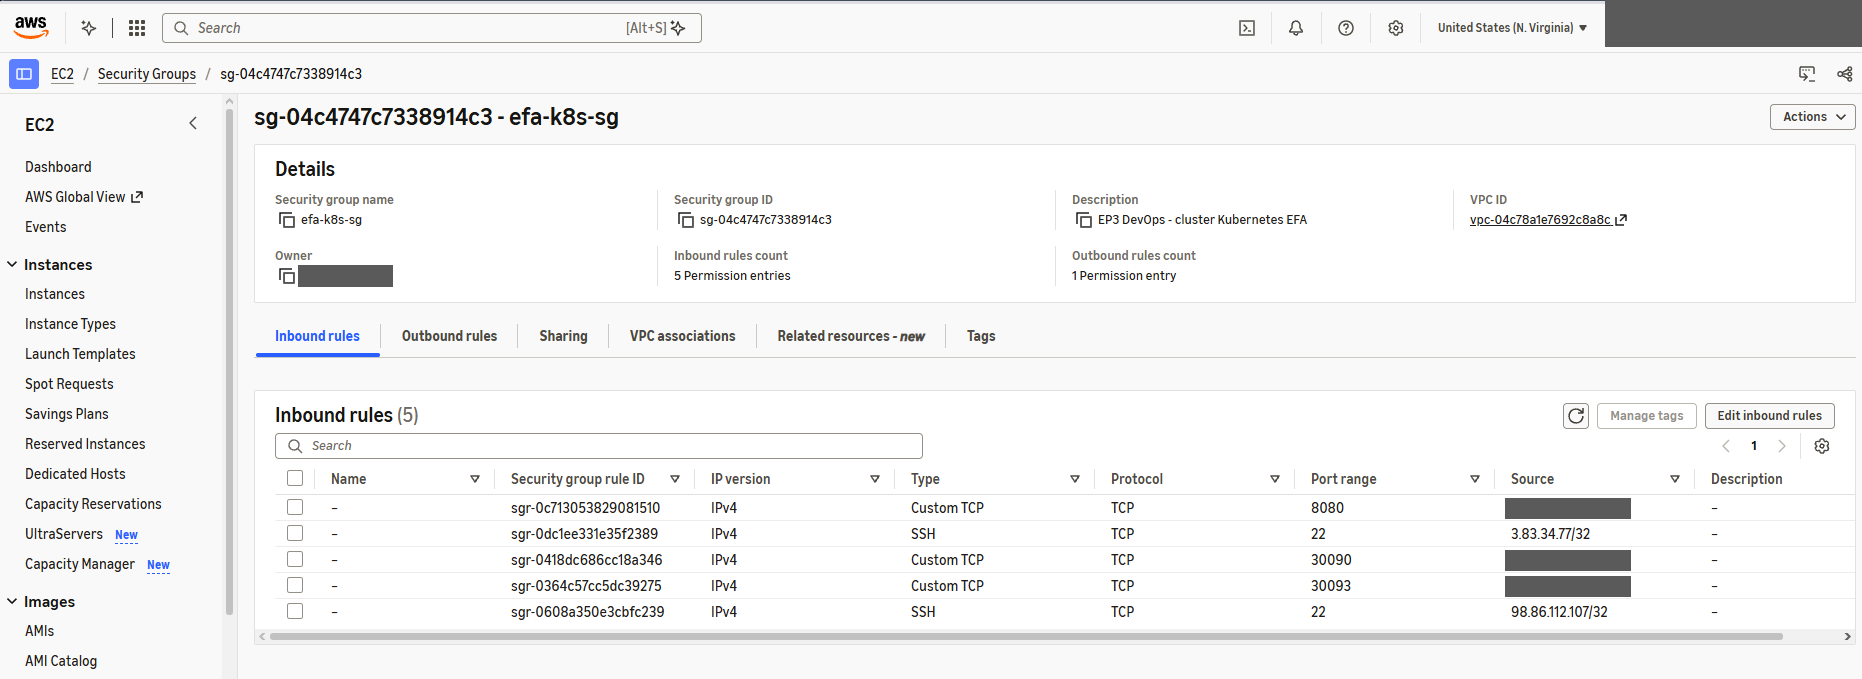 aws
Search [Alt+S]
United States (N. Virginia)
EC2 / Security Groups / sg-04c4747c7338914c3
EC2
Dashboard
AWS Global View
Events
Instances
Instances
Instance Types
Launch Templates
Spot Requests
Savings Plans
Reserved Instances
Dedicated Hosts
Capacity Reservations
UltraServers New
Capacity Manager New
Images
AMIs
AMI Catalog
sg-04c4747c7338914c3 - efa-k8s-sg
Actions
Details
Security group name
efa-k8s-sg
Security group ID
sg-04c4747c7338914c3
Description
EP3 DevOps - cluster Kubernetes EFA
VPC ID
vpc-04c78a1e7692c8a8c
Owner
Inbound rules count
5 Permission entries
Outbound rules count
1 Permission entry
Inbound rules Outbound rules Sharing VPC associations Related resources - new Tags
Inbound rules (5)
Manage tags Edit inbound rules
Search
1
Name Security group rule ID IP version Type Protocol Port range Source Description
– sgr-0c713053829081510 IPv4 Custom TCP TCP 8080 –
– sgr-0dc1ee331e35f2389 IPv4 SSH TCP 22 3.83.34.77/32 –
– sgr-0418dc686cc18a346 IPv4 Custom TCP TCP 30090 –
– sgr-0364c57cc5dc39275 IPv4 Custom TCP TCP 30093 –
– sgr-0608a350e3cbfc239 IPv4 SSH TCP 22 98.86.112.107/32 –